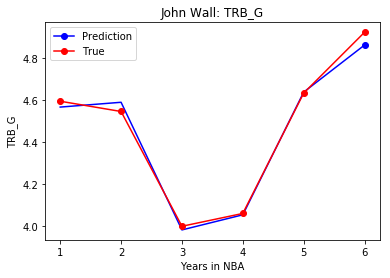 John Wall: TRB_G
Prediction
True
4.8
4.6
4.4
4.2
4.0
TRB_G
1 2 3 4 5 6
Years in NBA